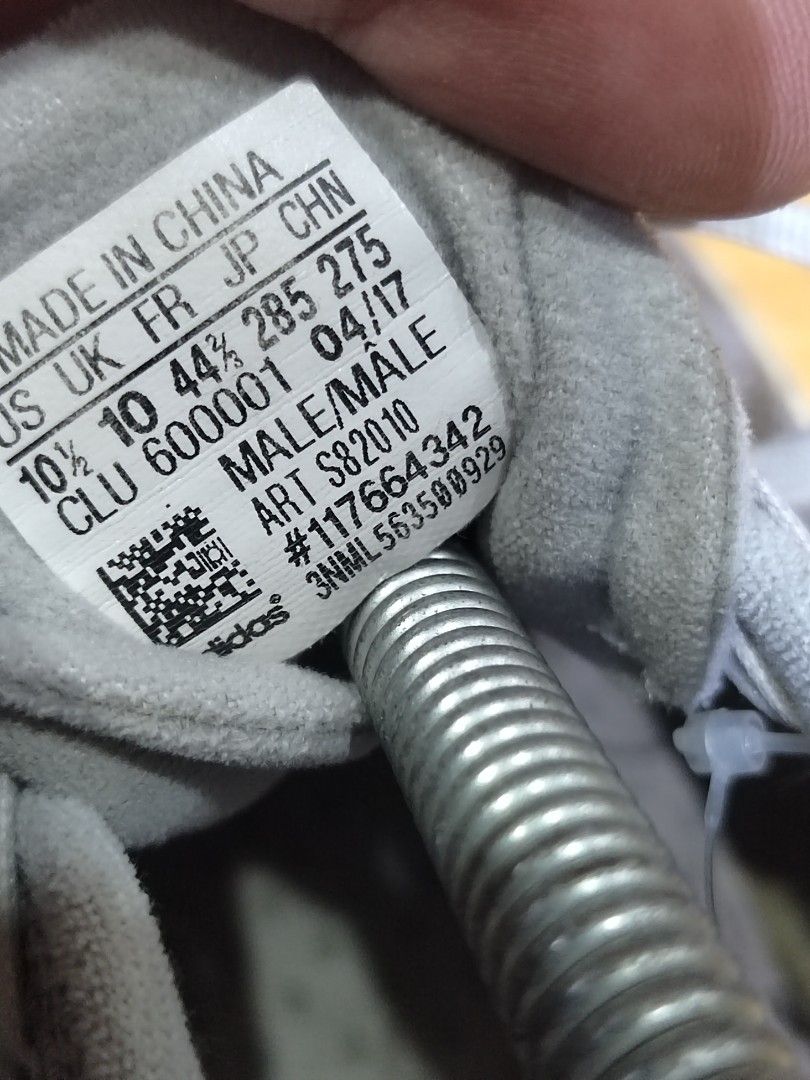 MADE IN CHINA
US UK FR JP CHN
10½ 10 44⅔ 285 275
CLU 600001 04/17
MALE/MÂLE
ART S82010
#117664342
3NML563500929
adidas®